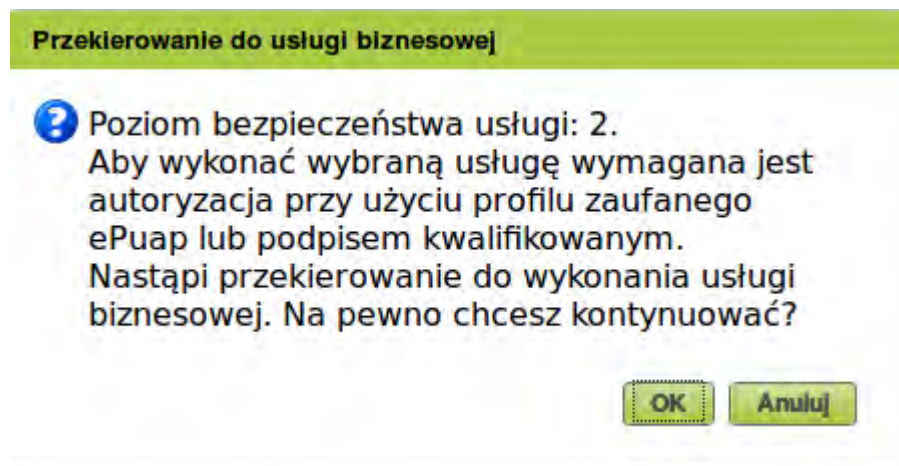 Przekierowanie do usługi biznesowej
Poziom bezpieczeństwa usługi: 2.
Aby wykonać wybraną usługę wymagana jest
autoryzacja przy użyciu profilu zaufanego
ePuap lub podpisem kwalifikowanym.
Nastąpi przekierowanie do wykonania usługi
biznesowej. Na pewno chcesz kontynuować?
OK Anuluj